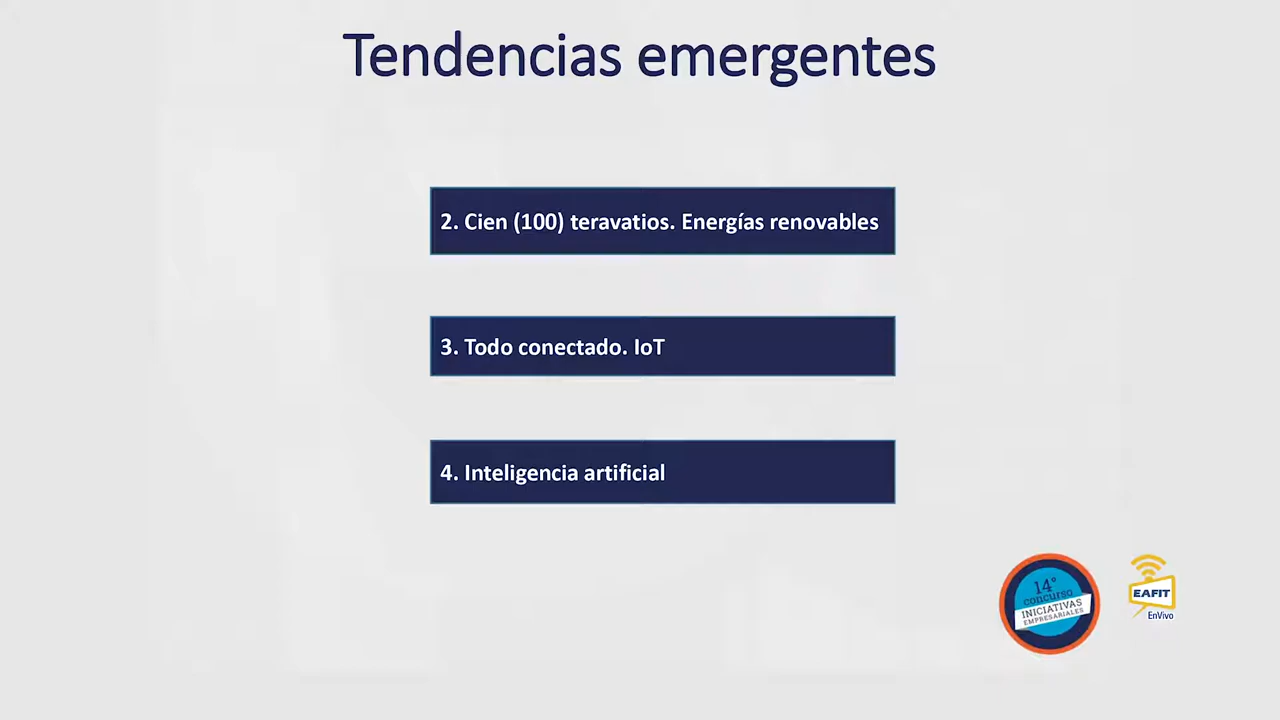 Tendencias emergentes
2. Cien (100) teravatios. Energías renovables
3. Todo conectado. IoT
4. Inteligencia artificial
14°
concurso
INICIATIVAS
EMPRESARIALES
EAFIT
EnVivo